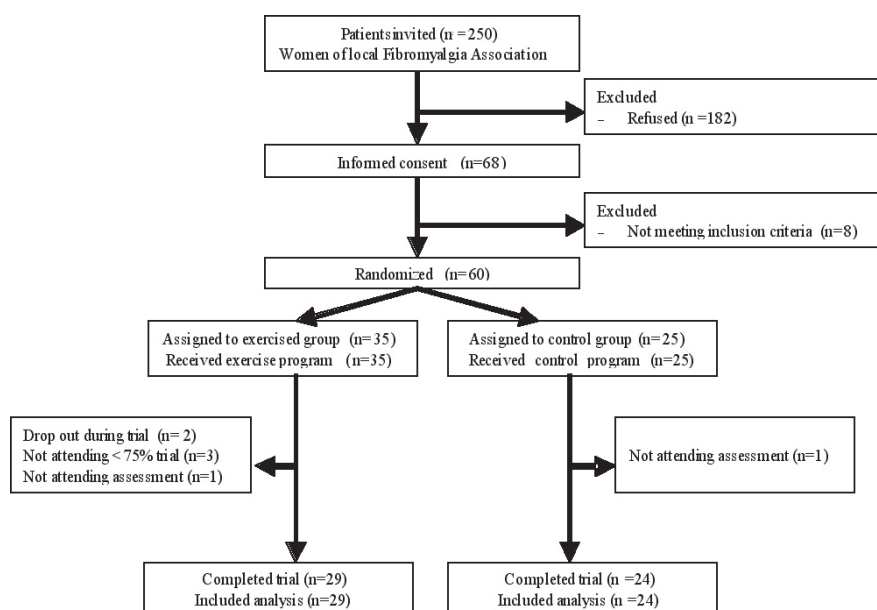 Patients invited (n = 250)
Women of local Fibromyalgia Association
Excluded
– Refused (n =182)
Informed consent (n=68)
Excluded
– Not meeting inclusion criteria (n=8)
Randomized (n=60)
Assigned to exercised group (n=35)
Received exercise program (n=35)
Assigned to control group (n=25)
Received control program (n=25)
Drop out during trial (n= 2)
Not attending < 75% trial (n=3)
Not attending assessment (n=1)
Not attending assessment (n=1)
Completed trial (n=29)
Included analysis (n=29)
Completed trial (n =24)
Included analysis (n=24)